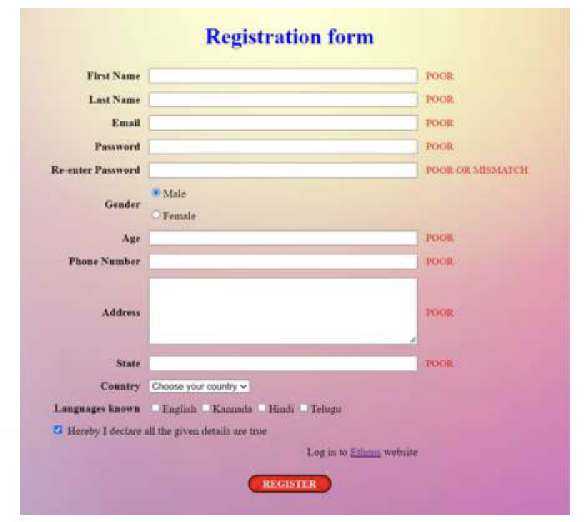 Registration form
First Name POOR
Last Name POOR
Email POOR
Password POOR
Re-enter Password POOR OR MISMATCH
Gender Male
Female
Age POOR
Phone Number POOR
Address POOR
State POOR
Country Choose your country
Languages known English Kannada Hindi Telugu
Hereby I declare all the given details are true
Log in to website
REGISTER